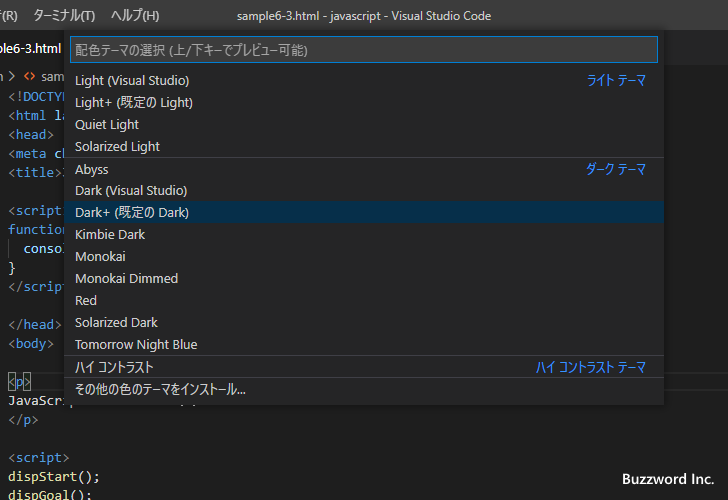 (R) ターミナル(T) ヘルプ(H) sample6-3.html - javascript - Visual Studio Code
le6-3.html
配色テーマの選択 (上/下キーでプレビュー可能)
sam
Light (Visual Studio) ライト テーマ
<!DOCTYP
Light+ (既定の Light)
<html la
Quiet Light
<head>
Solarized Light
<meta ch
Abyss ダーク テーマ
<title>
Dark (Visual Studio)
Dark+ (既定の Dark)
<script
Kimbie Dark
function
consol
Monokai
}
Monokai Dimmed
</script
Red
Solarized Dark
</head>
Tomorrow Night Blue
<body>
ハイ コントラスト ハイ コントラスト テーマ
<p>
その他の色のテーマをインストール...
JavaScr
</p>
<script>
dispStart();
Buzzword Inc.
dispGoal();